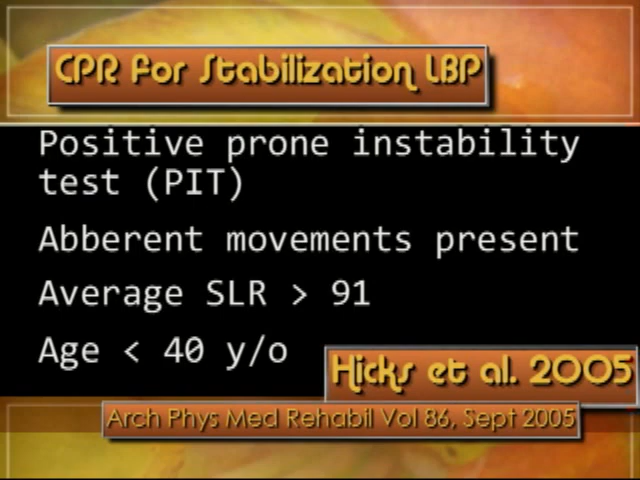 CPR For Stabilization LBP
Positive prone instability
test (PIT)
Abberent movements present
Average SLR > 91
Age < 40 y/o
Hicks et al. 2005
Arch Phys Med Rehabil Vol 86, Sept 2005